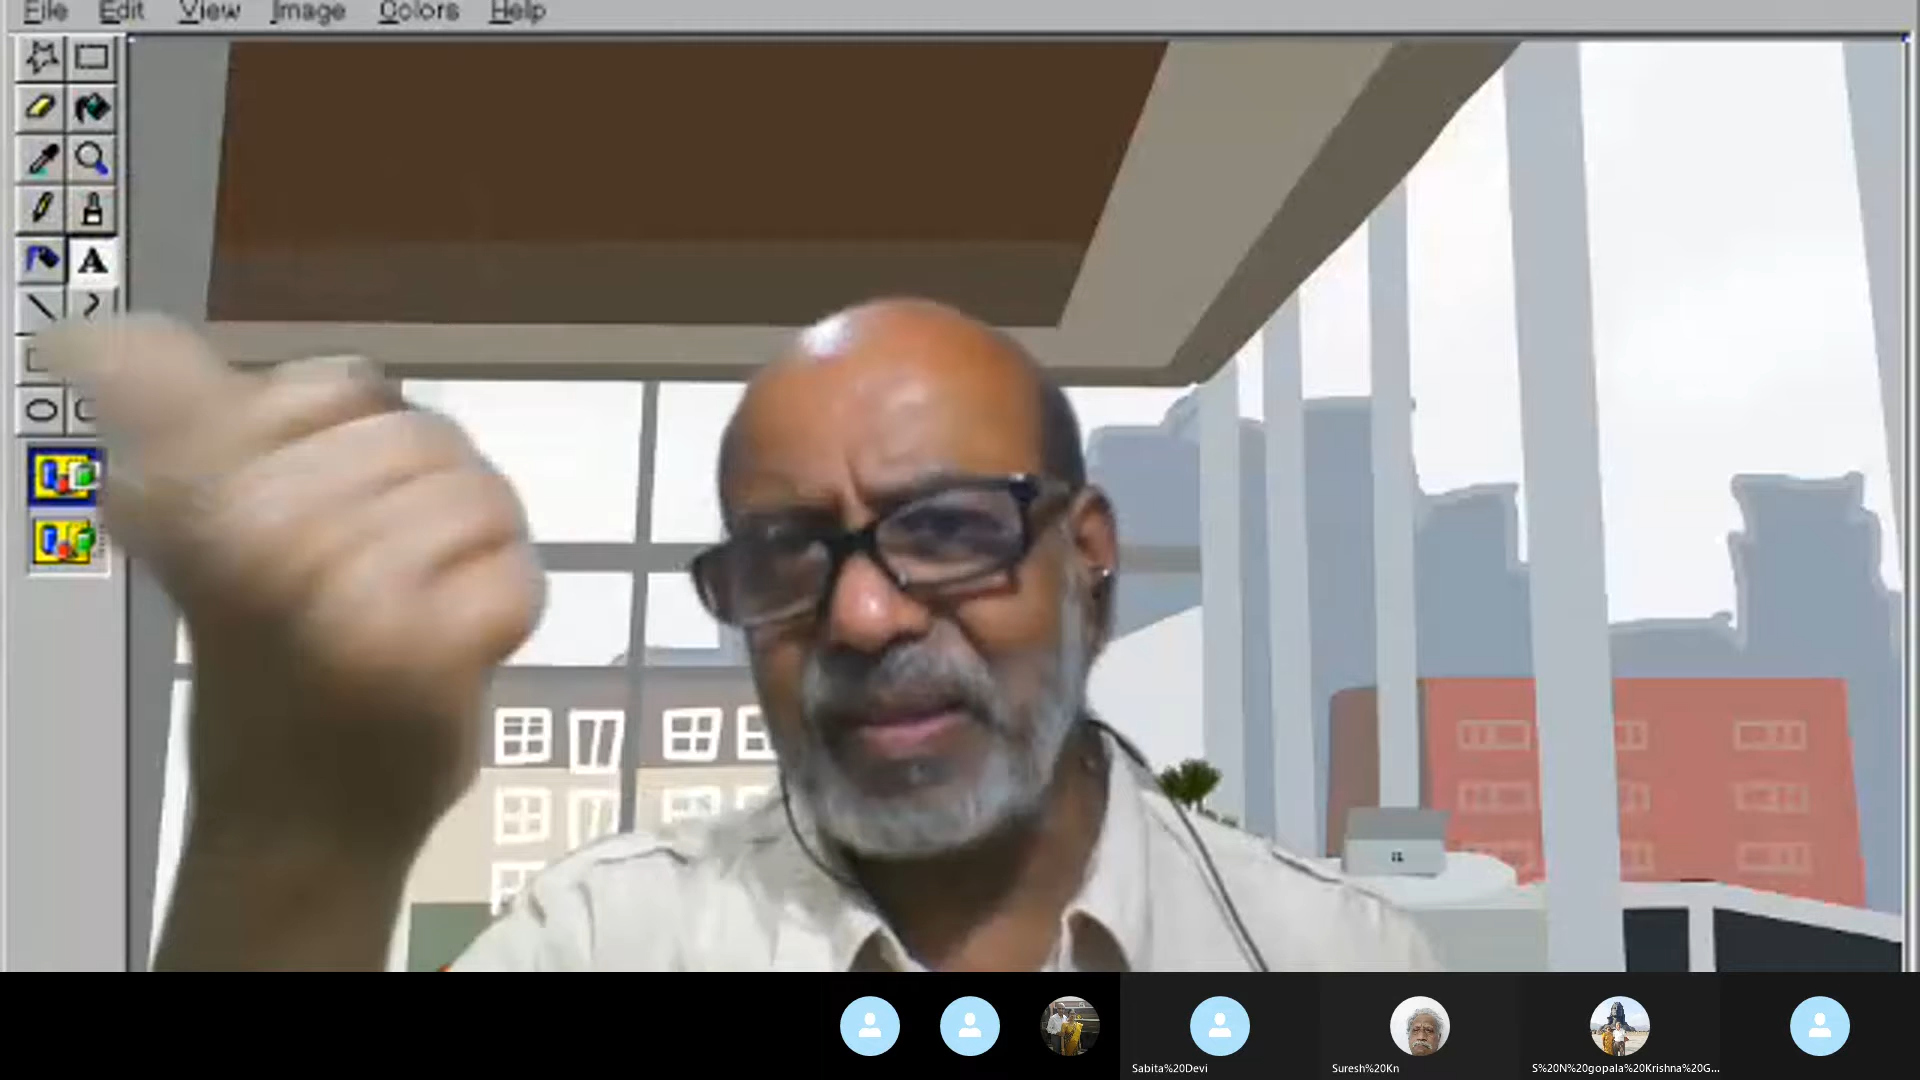 File Edit View Image Colors Help
A
Sabita%20Devi
Suresh%20Kn
S%20N%20gopala%20Krishna%20G...